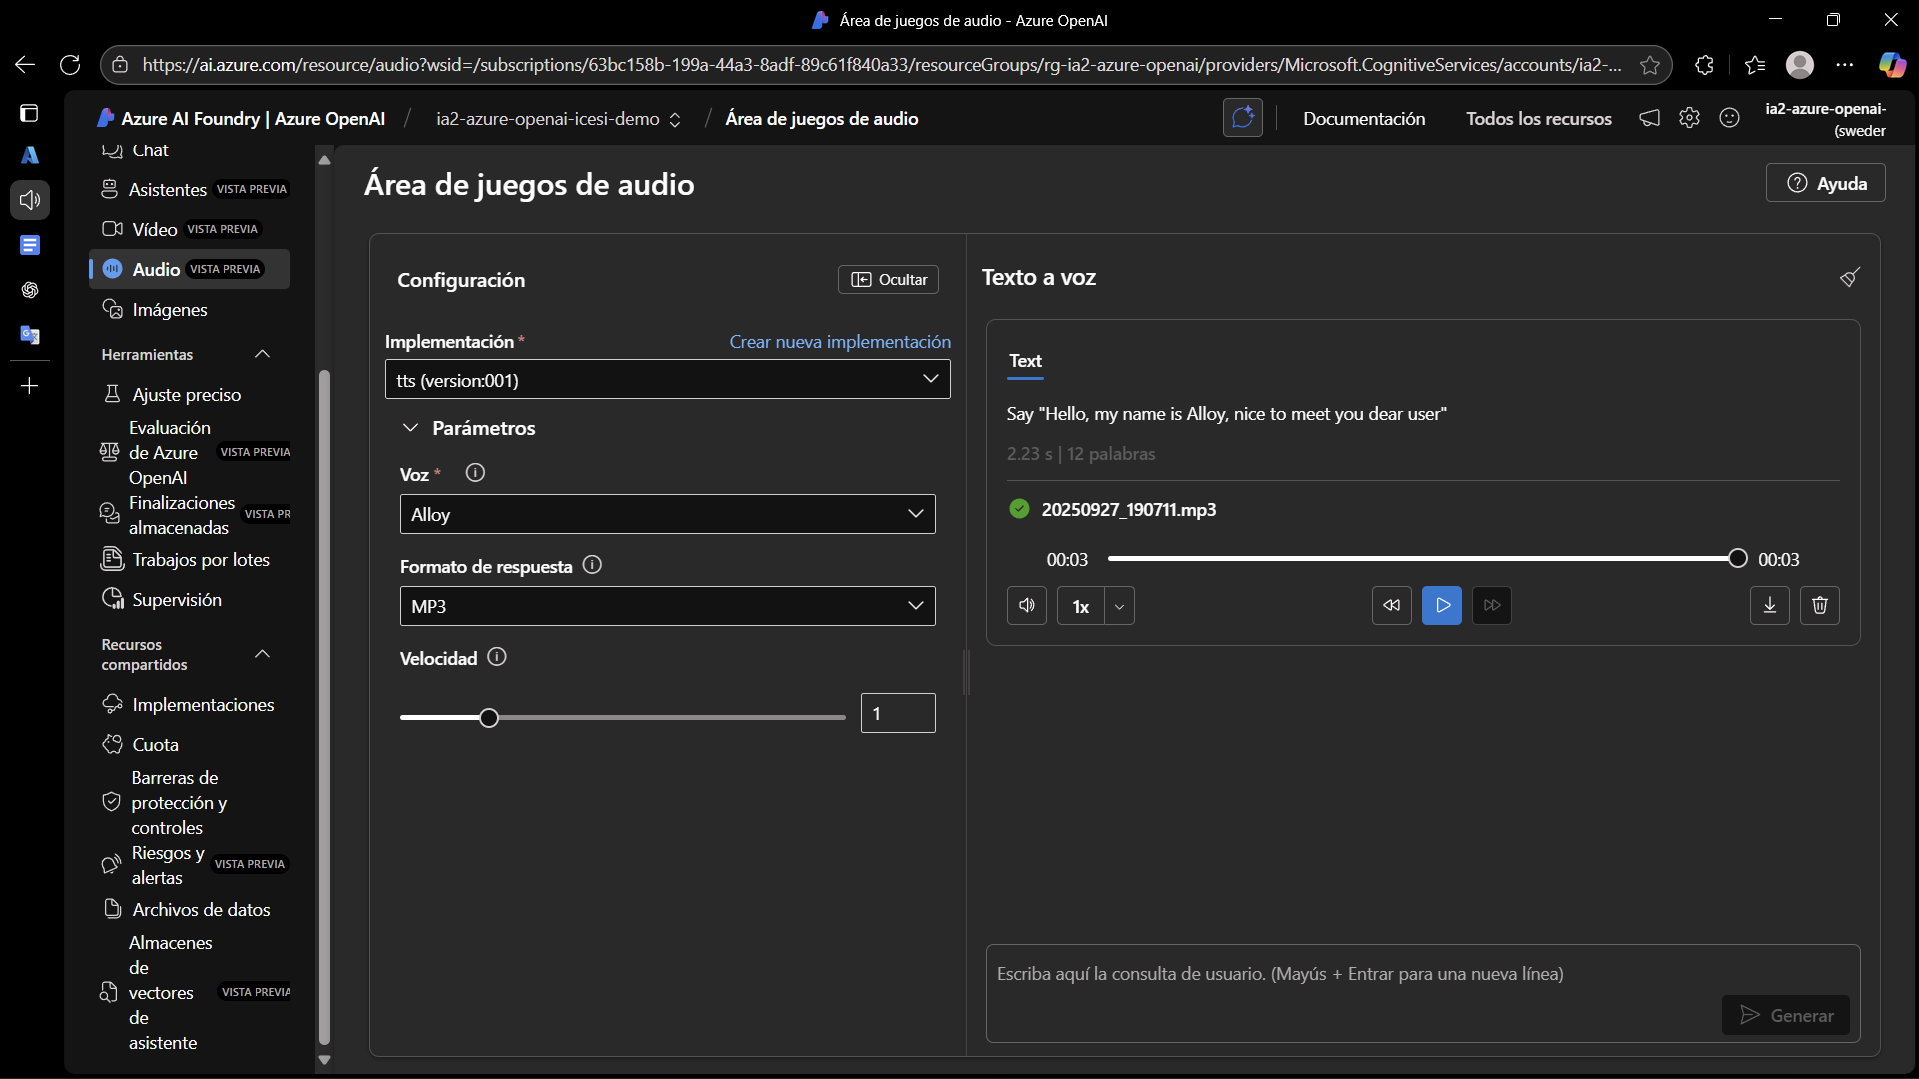 Área de juegos de audio - Azure OpenAI
https://ai.azure.com/resource/audio?wsid=/subscriptions/63bc158b-199a-44a3-8adf-89c61f840a33/resourceGroups/rg-ia2-azure-openai/providers/Microsoft.CognitiveServices/accounts/ia2-...
Azure AI Foundry | Azure OpenAI / ia2-azure-openai-icesi-demo / Área de juegos de audio
Documentación
Todos los recursos
ia2-azure-openai-
(sweder
Chat
Asistentes VISTA PREVIA
Vídeo VISTA PREVIA
Audio VISTA PREVIA
Imágenes
Herramientas
Ajuste preciso
Evaluación
de Azure VISTA PREVIA
OpenAI
Finalizaciones
almacenadas VISTA PR
Trabajos por lotes
Supervisión
Recursos
compartidos
Implementaciones
Cuota
Barreras de
protección y
controles
Riesgos y
alertas VISTA PREVIA
Archivos de datos
Almacenes
de
vectores VISTA PREVIA
de
asistente
Área de juegos de audio
Ayuda
Configuración
Ocultar
Implementación *
Crear nueva implementación
tts (version:001)
Parámetros
Voz *
Alloy
Formato de respuesta
MP3
Velocidad
1
Texto a voz
Text
Say "Hello, my name is Alloy, nice to meet you dear user"
2.23 s | 12 palabras
20250927_190711.mp3
00:03
00:03
1x
Escriba aquí la consulta de usuario. (Mayús + Entrar para una nueva línea)
Generar